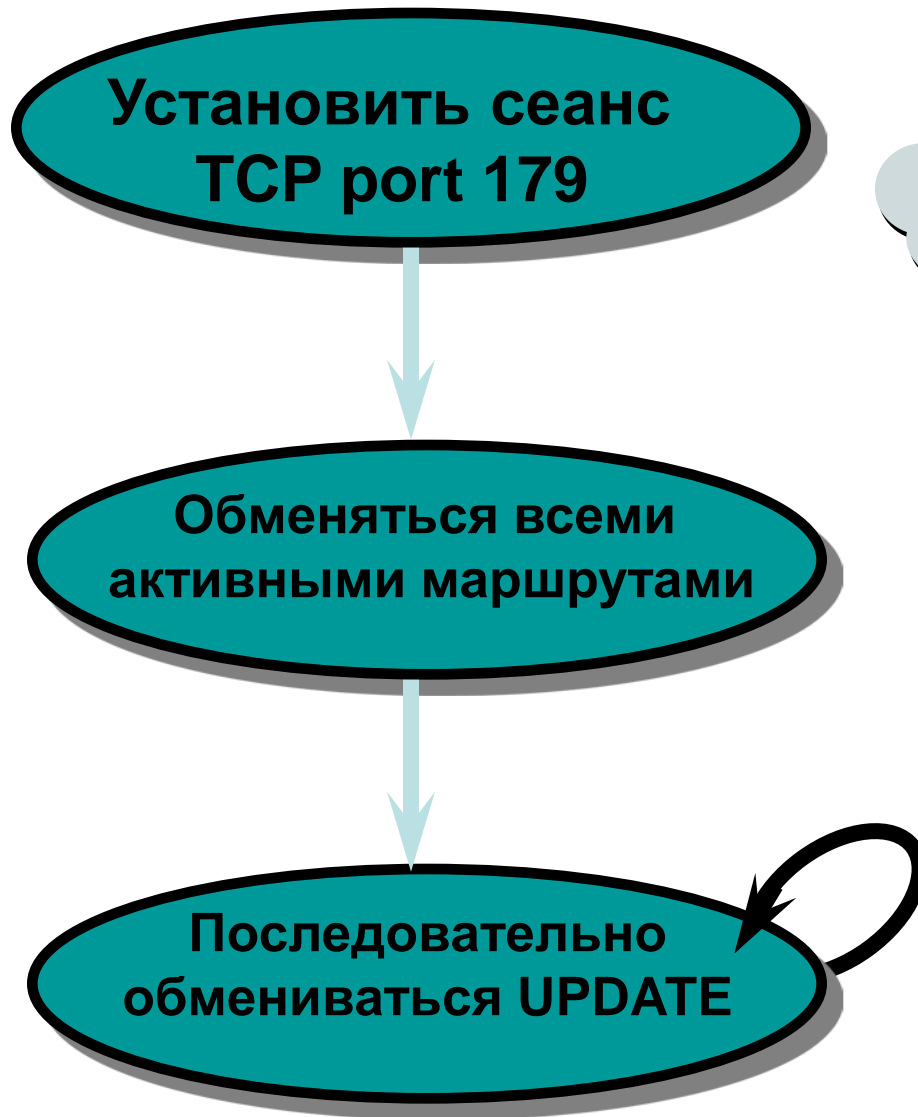 Установить сеанс
TCP port 179
Обменяться всеми
активными маршрутами
Последовательно
обмениваться UPDATE